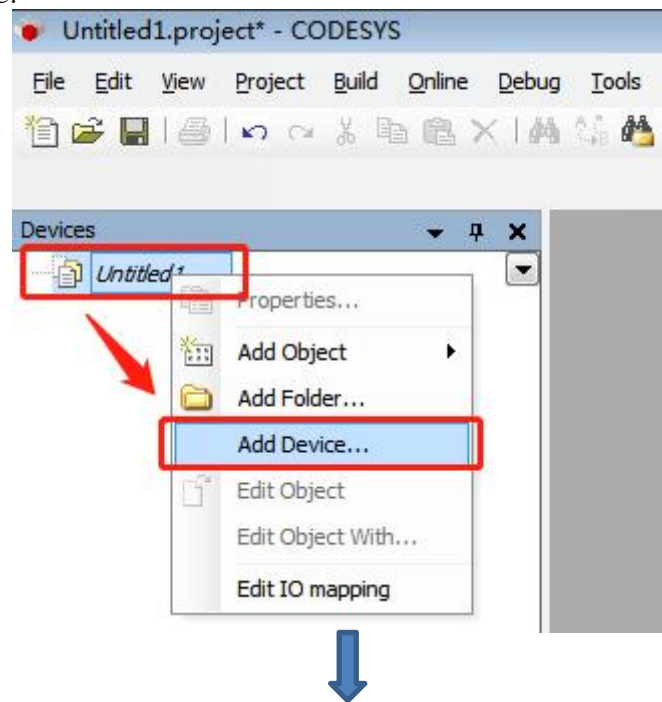 Untitled1.project* - CODESYS
File Edit View Project Build Online Debug Tools
Devices
Untitled1
Properties...
Add Object
Add Folder...
Add Device...
Edit Object
Edit Object With...
Edit IO mapping